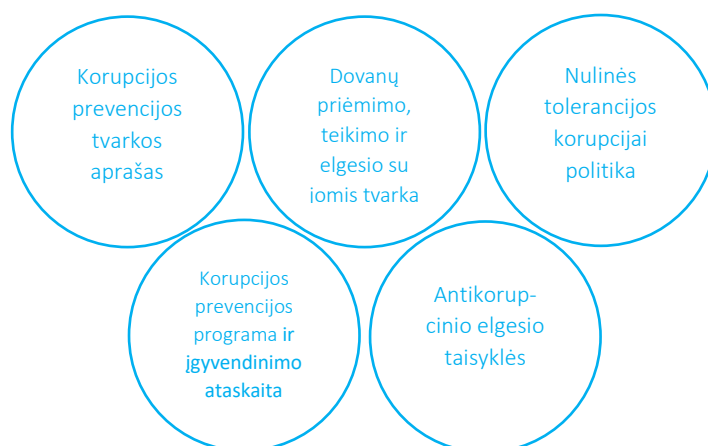 Korupcijos
prevencijos
tvarkos
aprašas
Dovanų
priėmimo,
teikimo ir
elgesio su
jomis tvarka
Nulinės
tolerancijos
korupcijai
politika
Korupcijos
prevencijos
programa ir
įgyvendinimo
ataskaita
Antikorup-
cinio elgesio
taisyklės